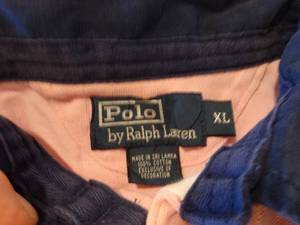 Polo
by Ralph Lauren
XL
MADE IN SRI LANKA
100% COTTON
EXCLUSIVE OF
DECORATION